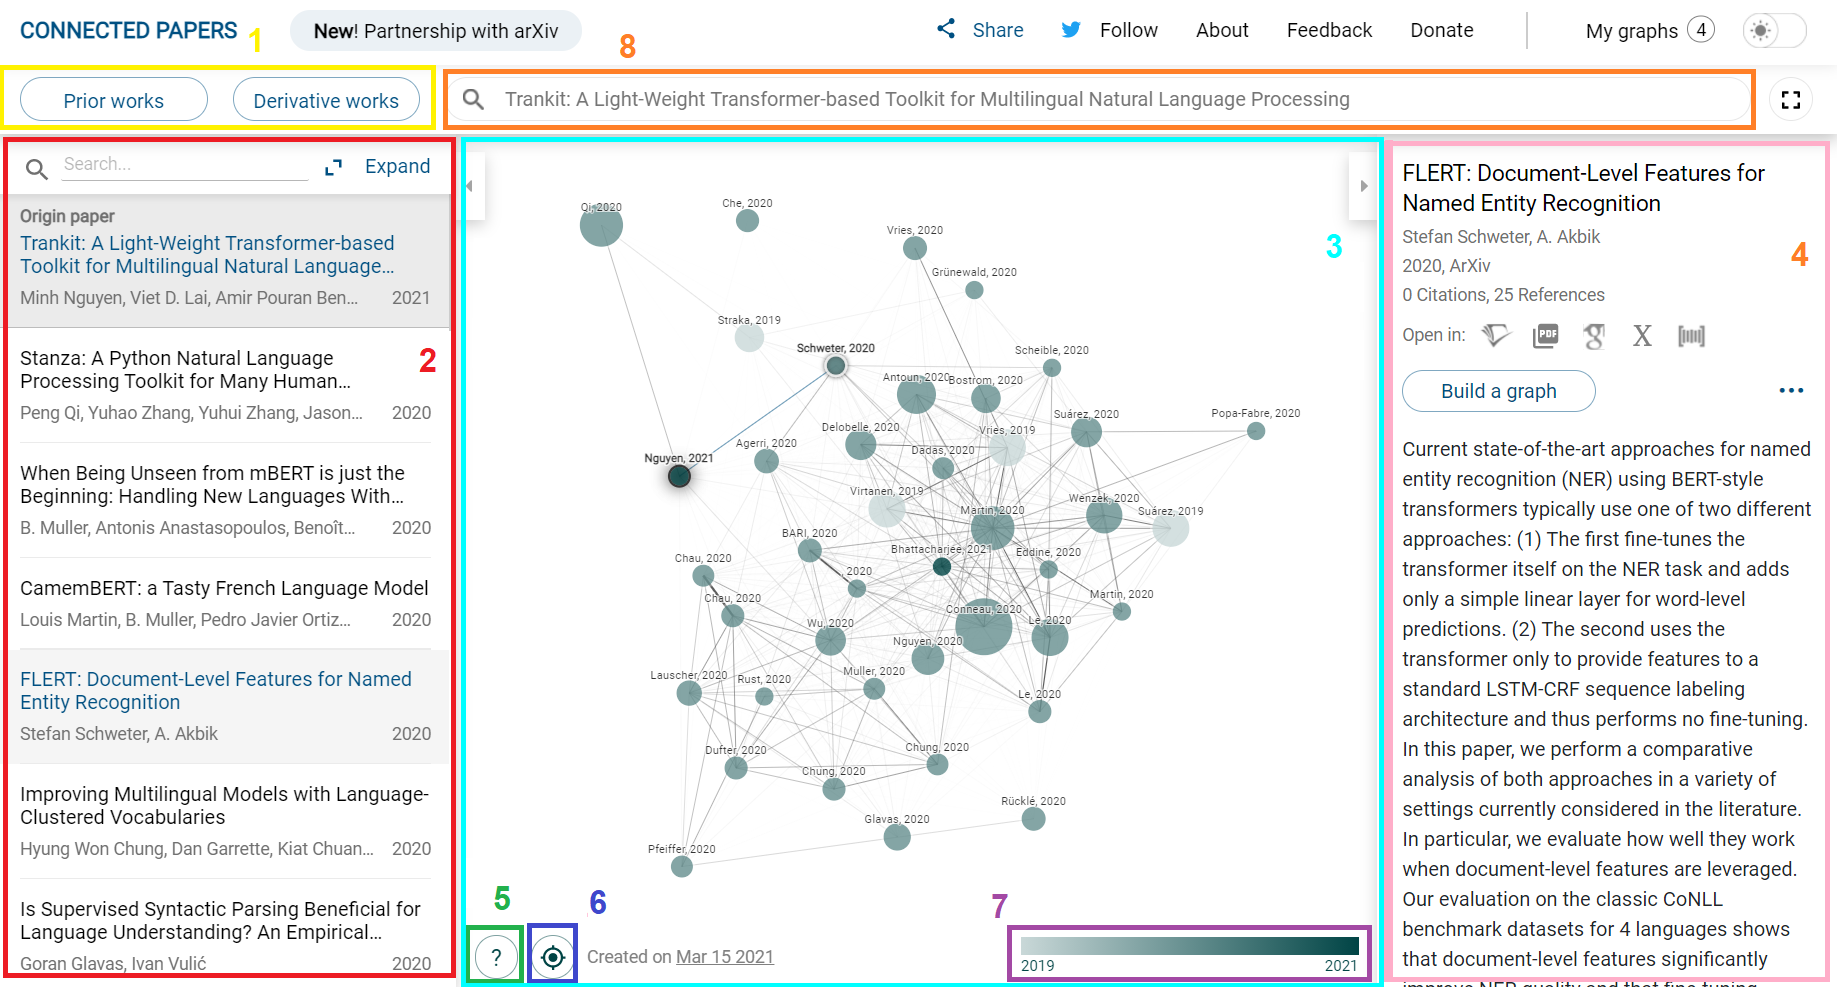 CONNECTED PAPERS
1
New! Partnership with arXiv
8
Share
Follow
About
Feedback
Donate
My graphs 4
Prior works
Derivative works
Trankit: A Light-Weight Transformer-based Toolkit for Multilingual Natural Language Processing
Search...
Expand
Origin paper
Trankit: A Light-Weight Transformer-based
Toolkit for Multilingual Natural Language...
Minh Nguyen, Viet D. Lai, Amir Pouran Ben... 2021
Stanza: A Python Natural Language
Processing Toolkit for Many Human...
2
Peng Qi, Yuhao Zhang, Yuhui Zhang, Jason... 2020
When Being Unseen from mBERT is just the
Beginning: Handling New Languages With...
B. Muller, Antonis Anastasopoulos, Benoît... 2020
CamemBERT: a Tasty French Language Model
Louis Martin, B. Muller, Pedro Javier Ortiz... 2020
FLERT: Document-Level Features for Named
Entity Recognition
Stefan Schweter, A. Akbik 2020
Improving Multilingual Models with Language-
Clustered Vocabularies
Hyung Won Chung, Dan Garrette, Kiat Chuan... 2020
Is Supervised Syntactic Parsing Beneficial for
Language Understanding? An Empirical...
Goran Glavas, Ivan Vulić 2020
3
Qi, 2020
Che, 2020
Vries, 2020
Grünewald, 2020
Straka, 2019
Schweter, 2020
Scheible, 2020
Antoun, 2020
Bostrom, 2020
Suárez, 2020
Popa-Fabre, 2020
Delobelle, 2020
Vries, 2019
Agerri, 2020
Dadas, 2020
Nguyen, 2021
Virtanen, 2019
Wenzek, 2020
Martin, 2020
Suárez, 2019
BARI, 2020
Bhattacharjee, 2021
Eddine, 2020
Chau, 2020
, 2020
Chau, 2020
Martin, 2020
Conneau, 2020
Wu, 2020
Le, 2020
Nguyen, 2020
Lauscher, 2020
Rust, 2020
Muller, 2020
Le, 2020
Dufter, 2020
Chung, 2020
Chung, 2020
Rücklé, 2020
Glavas, 2020
Pfeiffer, 2020
5
6
7
?
Created on Mar 15 2021
2019
2021
FLERT: Document-Level Features for
Named Entity Recognition
Stefan Schweter, A. Akbik
4
2020, ArXiv
0 Citations, 25 References
Open in:
PDF
g
X
Build a graph
Current state-of-the-art approaches for named
entity recognition (NER) using BERT-style
transformers typically use one of two different
approaches: (1) The first fine-tunes the
transformer itself on the NER task and adds
only a simple linear layer for word-level
predictions. (2) The second uses the
transformer only to provide features to a
standard LSTM-CRF sequence labeling
architecture and thus performs no fine-tuning.
In this paper, we perform a comparative
analysis of both approaches in a variety of
settings currently considered in the literature.
In particular, we evaluate how well they work
when document-level features are leveraged.
Our evaluation on the classic CoNLL
benchmark datasets for 4 languages shows
that document-level features significantly
improve NER quality and that fine-tuning